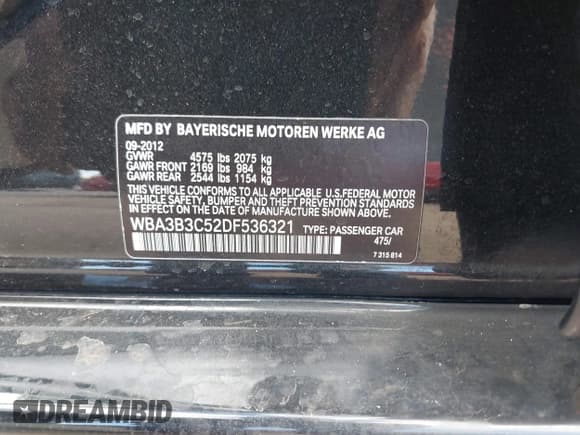 MFD BY BAYERISCHE MOTOREN WERKE AG
09-2012
GVWR 4575 lbs 2075 kg
GAWR FRONT 2169 lbs 984 kg
GAWR REAR 2544 lbs 1154 kg
THIS VEHICLE CONFORMS TO ALL APPLICABLE U.S.FEDERAL MOTOR
VEHICLE SAFETY, BUMPER AND THEFT PREVENTION STANDARDS
IN EFFECT ON THE DATE OF MANUFACTURE SHOWN ABOVE.
WBA3B3C52DF536321 TYPE: PASSENGER CAR
475/
7 315 814
DREAMBID